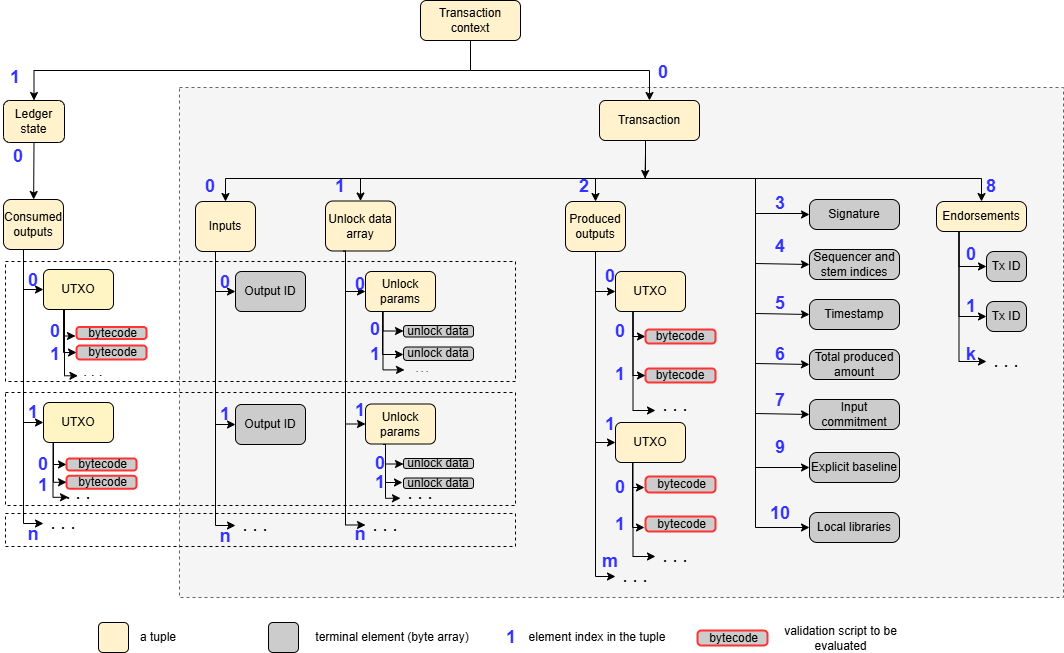 Transaction
context
1
0
Ledger
state
Transaction
0
0
1
2
8
Consumed
outputs
Inputs
Unlock data
array
Produced
outputs
3
Signature
Endorsements
4
Sequencer and
stem indices
0
Tx ID
0
UTXO
0
Output ID
0
Unlock
params
0
UTXO
5
Timestamp
1
Tx ID
0
bytecode
1
bytecode
. . .
0
unlock data
1
unlock data
. . .
0
bytecode
1
bytecode
. . .
6
Total produced
amount
k
. . .
7
Input
commitment
1
UTXO
1
Output ID
1
Unlock
params
1
UTXO
9
Explicit baseline
0
bytecode
1
bytecode
. . .
0
unlock data
1
unlock data
. . .
0
bytecode
1
bytecode
. . .
10
Local libraries
n
. . .
n
. . .
n
. . .
m
. . .
a tuple
terminal element (byte array)
1
element index in the tuple
bytecode
validation script to be
evaluated